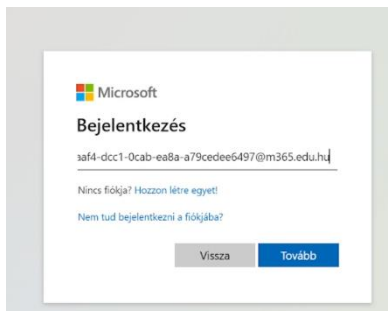 Microsoft
Bejelentkezés
aaf4-dcc1-0cab-ea8a-a79cedee6497@m365.edu.hu
Nincs fiókja? Hozzon létre egyet!
Nem tud bejelentkezni a fiókjába?
Vissza
Tovább